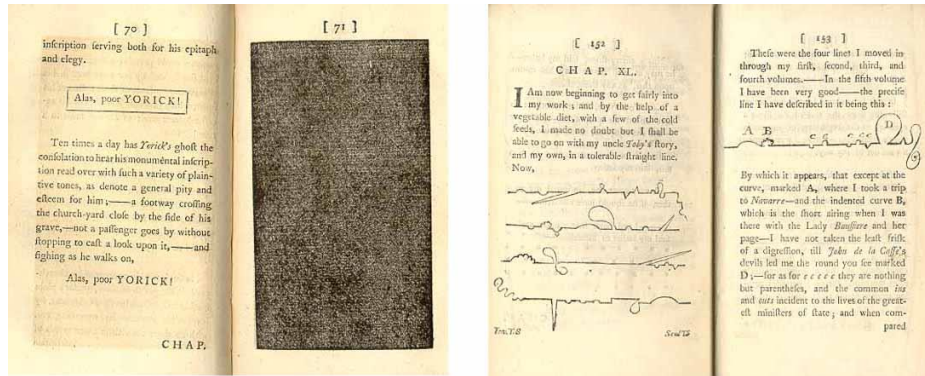 [ 70 ]
inſcription ſerving both for his epitaph
and elegy.
Alas, poor YORICK!
Ten times a day has Yorick's ghoſt the
conſolation to hear his monumental inſcrip-
tion read over with ſuch a variety of plain-
tive tones, as denote a general pity and
eſteem for him;——a footway croſſing
the church-yard cloſe by the ſide of his
grave,—not a paſſenger goes by without
ſtopping to caſt a look upon it,——and
ſighing as he walks on,
Alas, poor YORICK!
CHAP.
[ 71 ]
[ 152 ]
CHAP. XL.
I Am now beginning to get fairly into
my work; and by the help of a
vegetable diet, with a few of the cold
ſeeds, I make no doubt but I ſhall be
able to go on with my uncle Toby's ſtory,
and my own, in a tolerable ſtraight line.
Now,
Inv.T.S
Scul.T.S
[ 153 ]
Theſe were the four lines I moved in
through my firſt, ſecond, third, and
fourth volumes.——In the fifth volume
I have been very good——the preciſe
line I have deſcribed in it being this:
A B
c c
c c c c
D
By which it appears, that except at the
curve, marked A, where I took a trip
to Navarre—and the indented curve B,
which is the ſhort airing when I was
there with the Lady Bauſſiere and her
page—I have not taken the leaſt friſk
of a digreſſion, till John de la Caſſe's
devils led me the round you ſee marked
D;—for as for c c c c c they are nothing
but parentheſes, and the common ins
and outs incident to the lives of the great-
eſt miniſters of ſtate; and when com-
pared